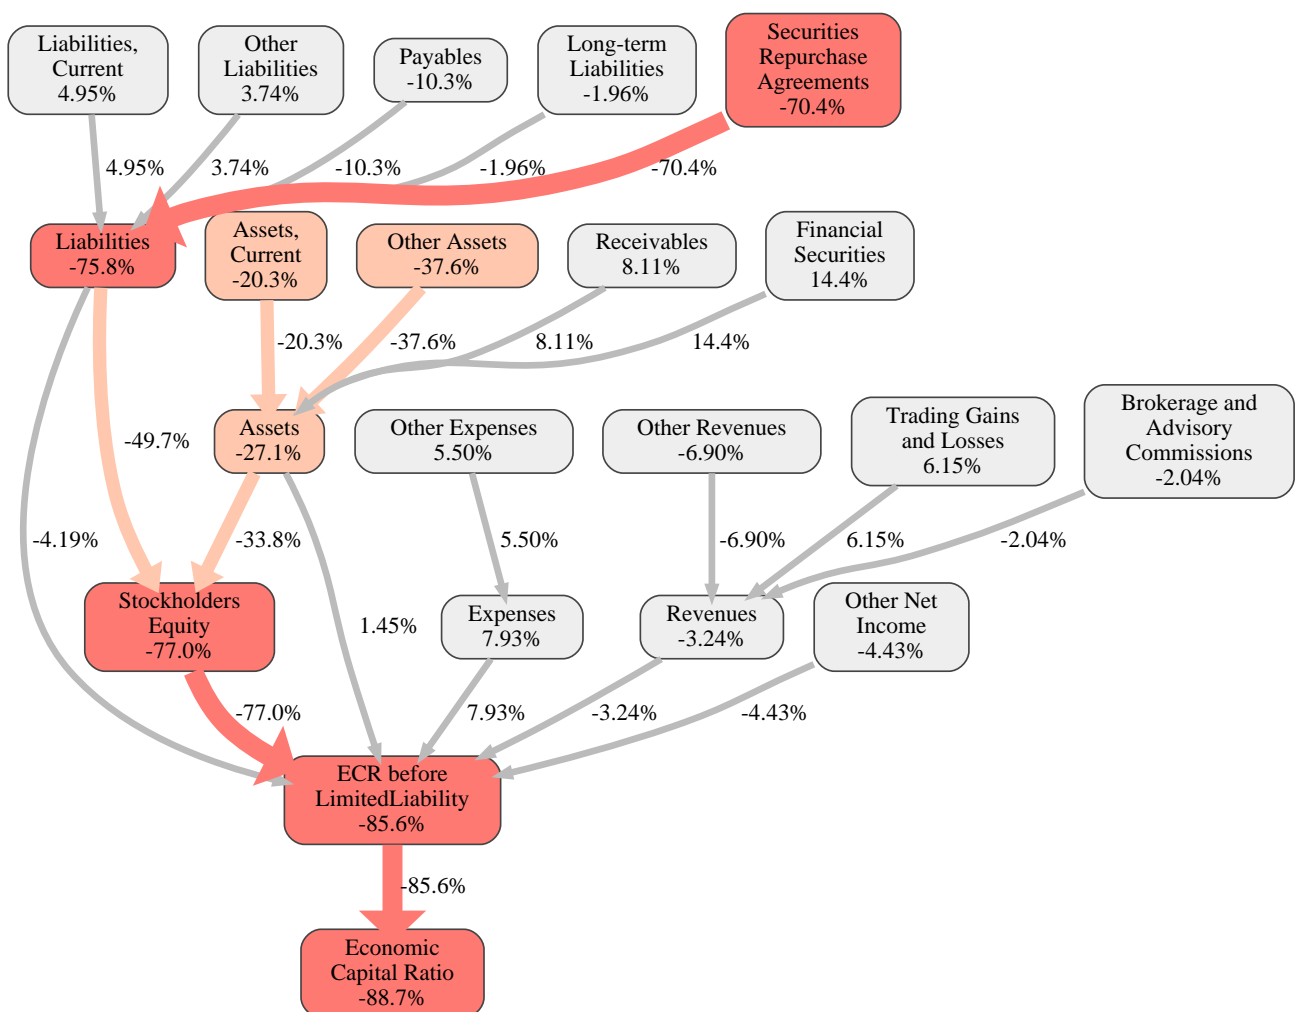 Liabilities,
Current
4.95%
Other
Liabilities
3.74%
Payables
-10.3%
Long-term
Liabilities
-1.96%
Securities
Repurchase
Agreements
-70.4%
4.95%
3.74%
-10.3%
-1.96%
-70.4%
Liabilities
-75.8%
Assets,
Current
-20.3%
Other Assets
-37.6%
Receivables
8.11%
Financial
Securities
14.4%
-20.3%
-37.6%
8.11%
14.4%
Assets
-27.1%
Other Expenses
5.50%
Other Revenues
-6.90%
Trading Gains
and Losses
6.15%
Brokerage and
Advisory
Commissions
-2.04%
-49.7%
-4.19%
-33.8%
5.50%
-6.90%
6.15%
-2.04%
Stockholders
Equity
-77.0%
1.45%
Expenses
7.93%
Revenues
-3.24%
Other Net
Income
-4.43%
-77.0%
7.93%
-3.24%
-4.43%
ECR before
LimitedLiability
-85.6%
-85.6%
Economic
Capital Ratio
-88.7%